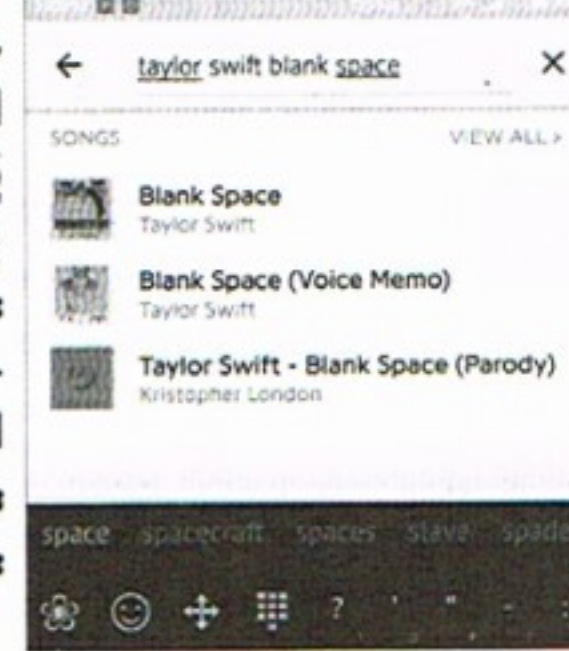 taylor swift blank space
SONGS VIEW ALL >
Blank Space
Taylor Swift
Blank Space (Voice Memo)
Taylor Swift
Taylor Swift - Blank Space (Parody)
Kristopher London
space spacecraft spaces slave spade
? ' " - :